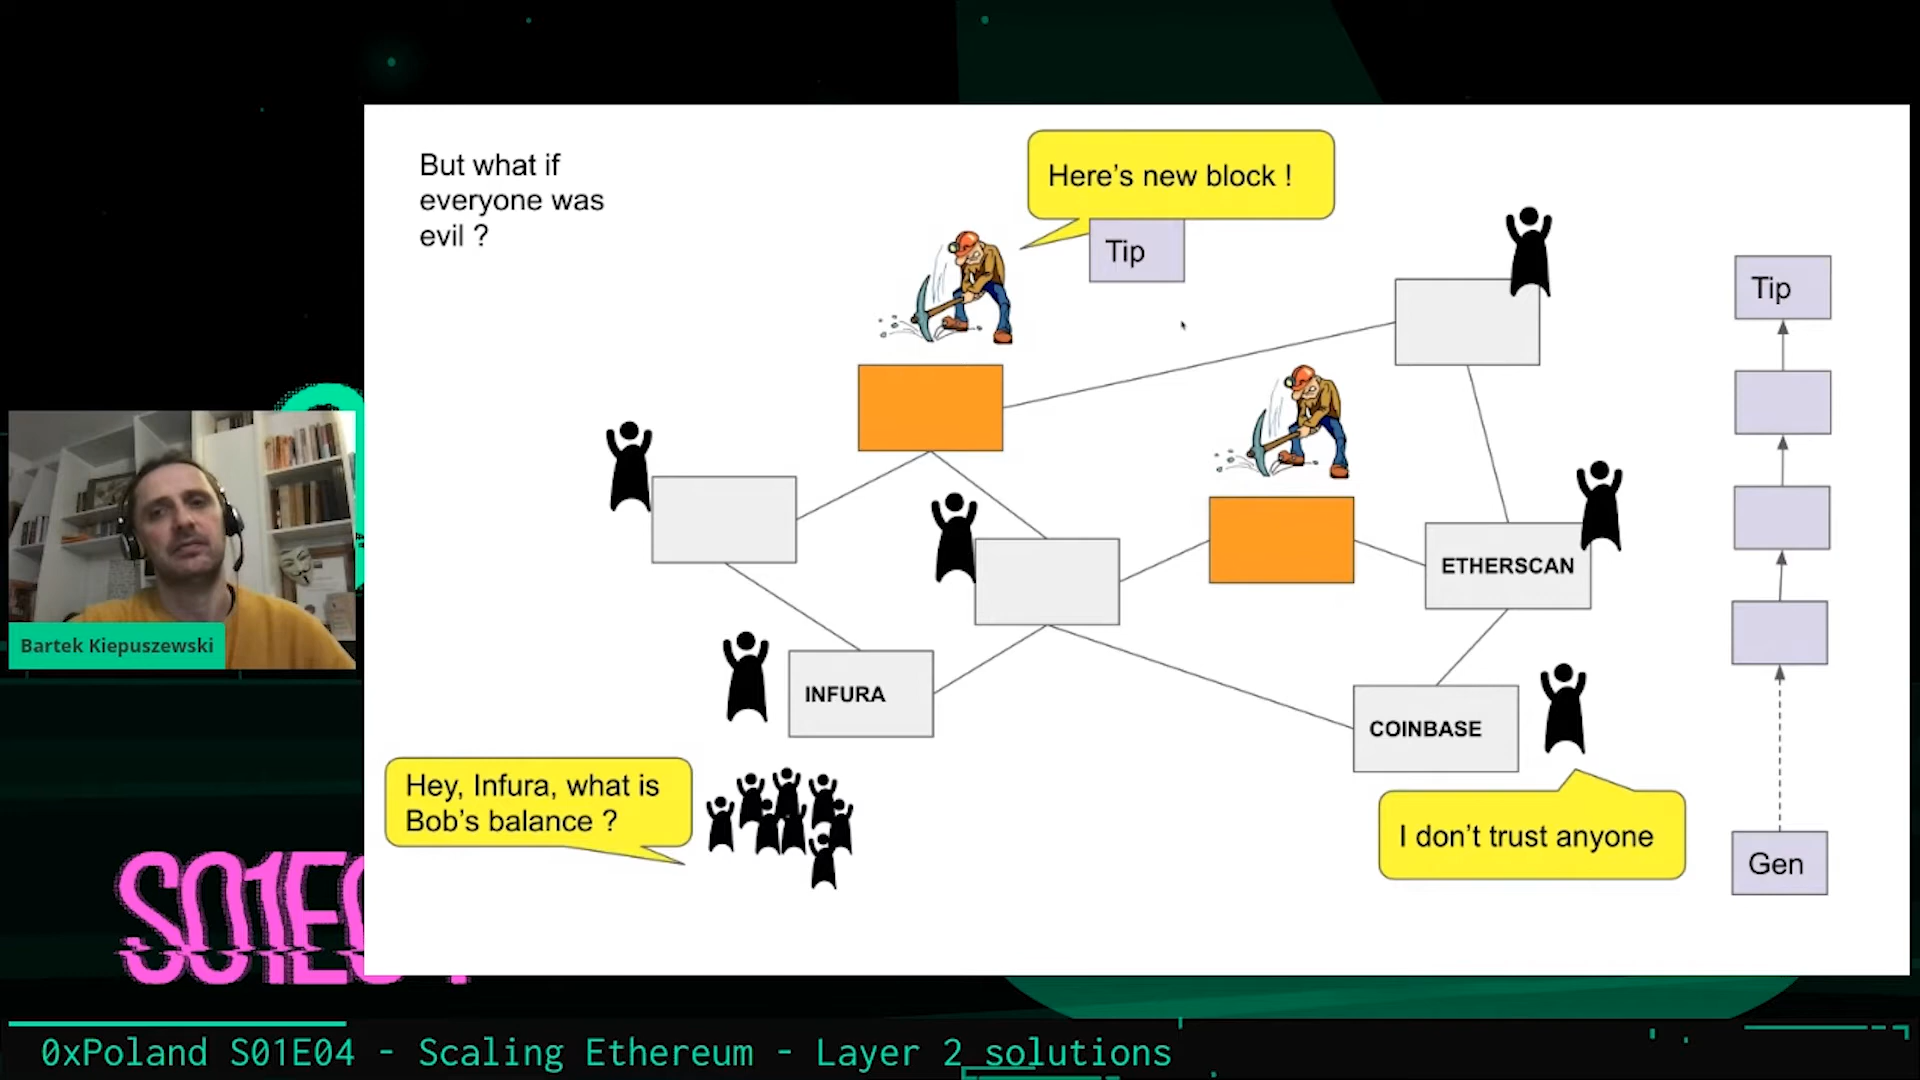 But what if
everyone was
evil ?
Here's new block !
Tip
Tip
ETHERSCAN
INFURA
COINBASE
Hey, Infura, what is
Bob's balance ?
I don't trust anyone
Gen
Bartek Kiepuszewski
0xPoland S01E04 - Scaling Ethereum - Layer 2 solutions